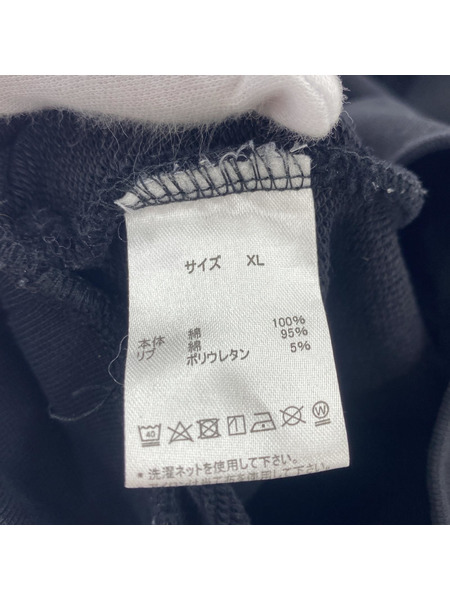 サイズ XL
本体 綿 100%
リブ 綿 95%
ポリウレタン 5%
40 W
*洗濯ネットを使用して下さい。